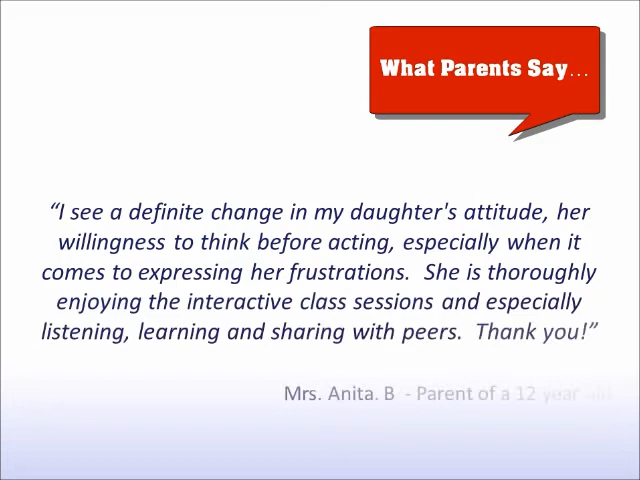 What Parents Say…
“I see a definite change in my daughter's attitude, her
willingness to think before acting, especially when it
comes to expressing her frustrations.  She is thoroughly
enjoying the interactive class sessions and especially
listening, learning and sharing with peers.  Thank you!”
Mrs. Anita. B  - Parent of a 12 year old